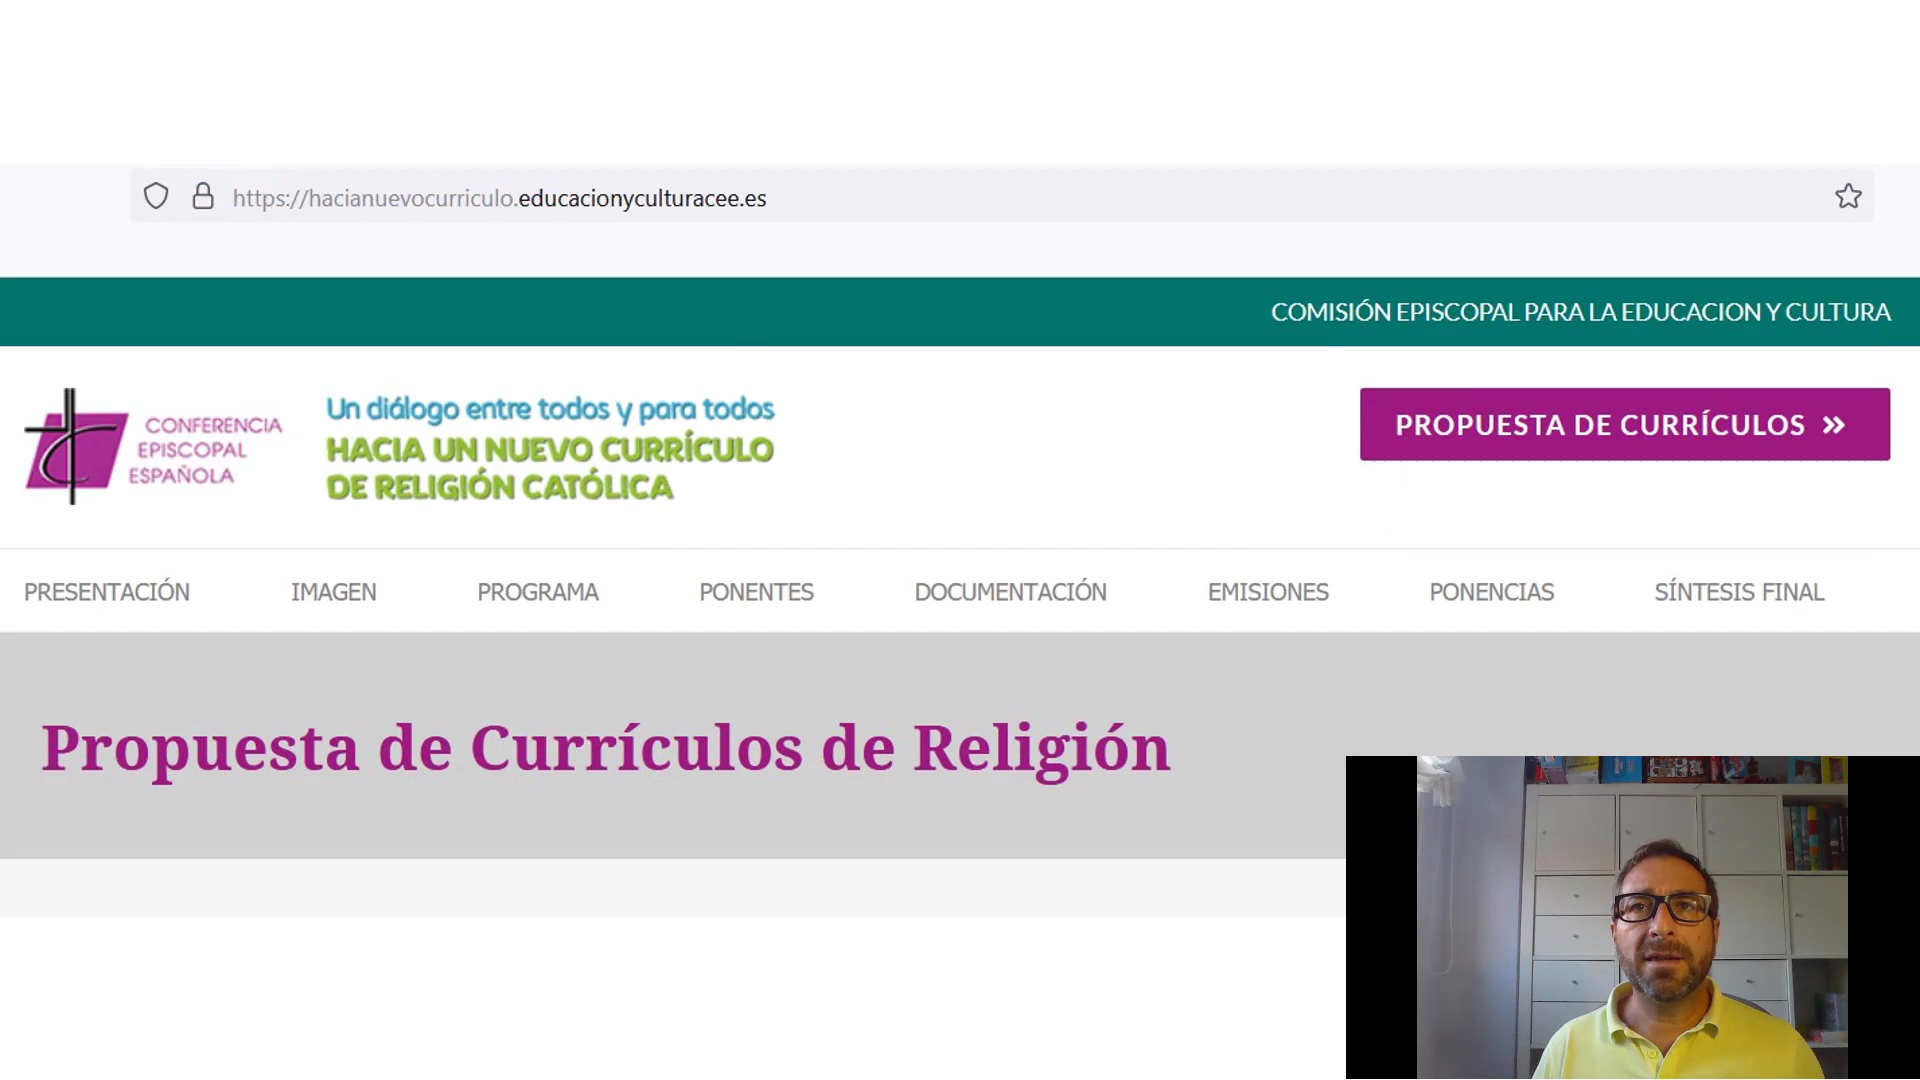 https://hacianuevocurriculo.educacionyculturacee.es
COMISIÓN EPISCOPAL PARA LA EDUCACION Y CULTURA
CONFERENCIA
EPISCOPAL
ESPAÑOLA
Un diálogo entre todos y para todos
HACIA UN NUEVO CURRÍCULO
DE RELIGIÓN CATÓLICA
PROPUESTA DE CURRÍCULOS »
PRESENTACIÓN IMAGEN PROGRAMA PONENTES DOCUMENTACIÓN EMISIONES PONENCIAS SÍNTESIS FINAL
Propuesta de Currículos de Religión